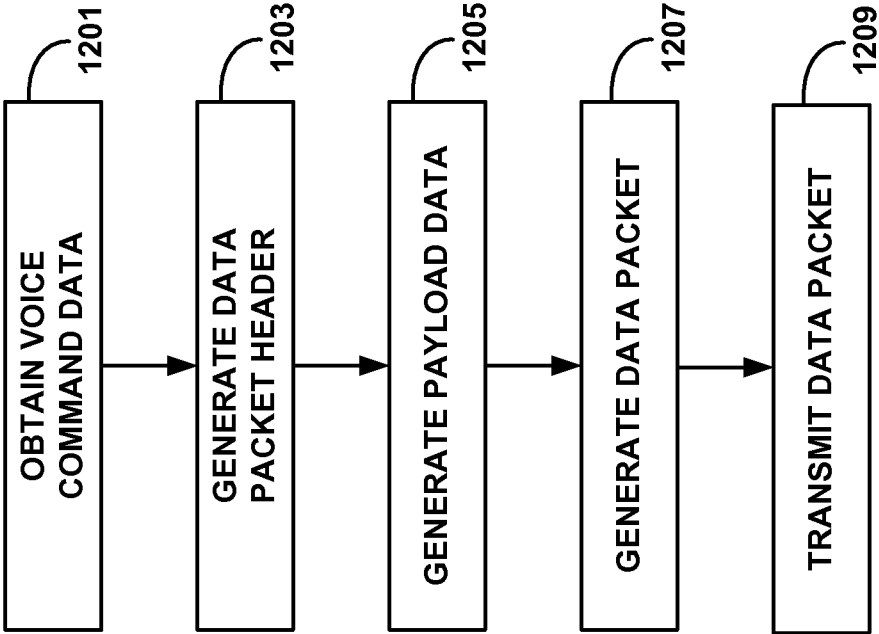 1201
OBTAIN VOICE
COMMAND DATA
1203
GENERATE DATA
PACKET HEADER
1205
GENERATE PAYLOAD DATA
1207
GENERATE DATA PACKET
1209
TRANSMIT DATA PACKET